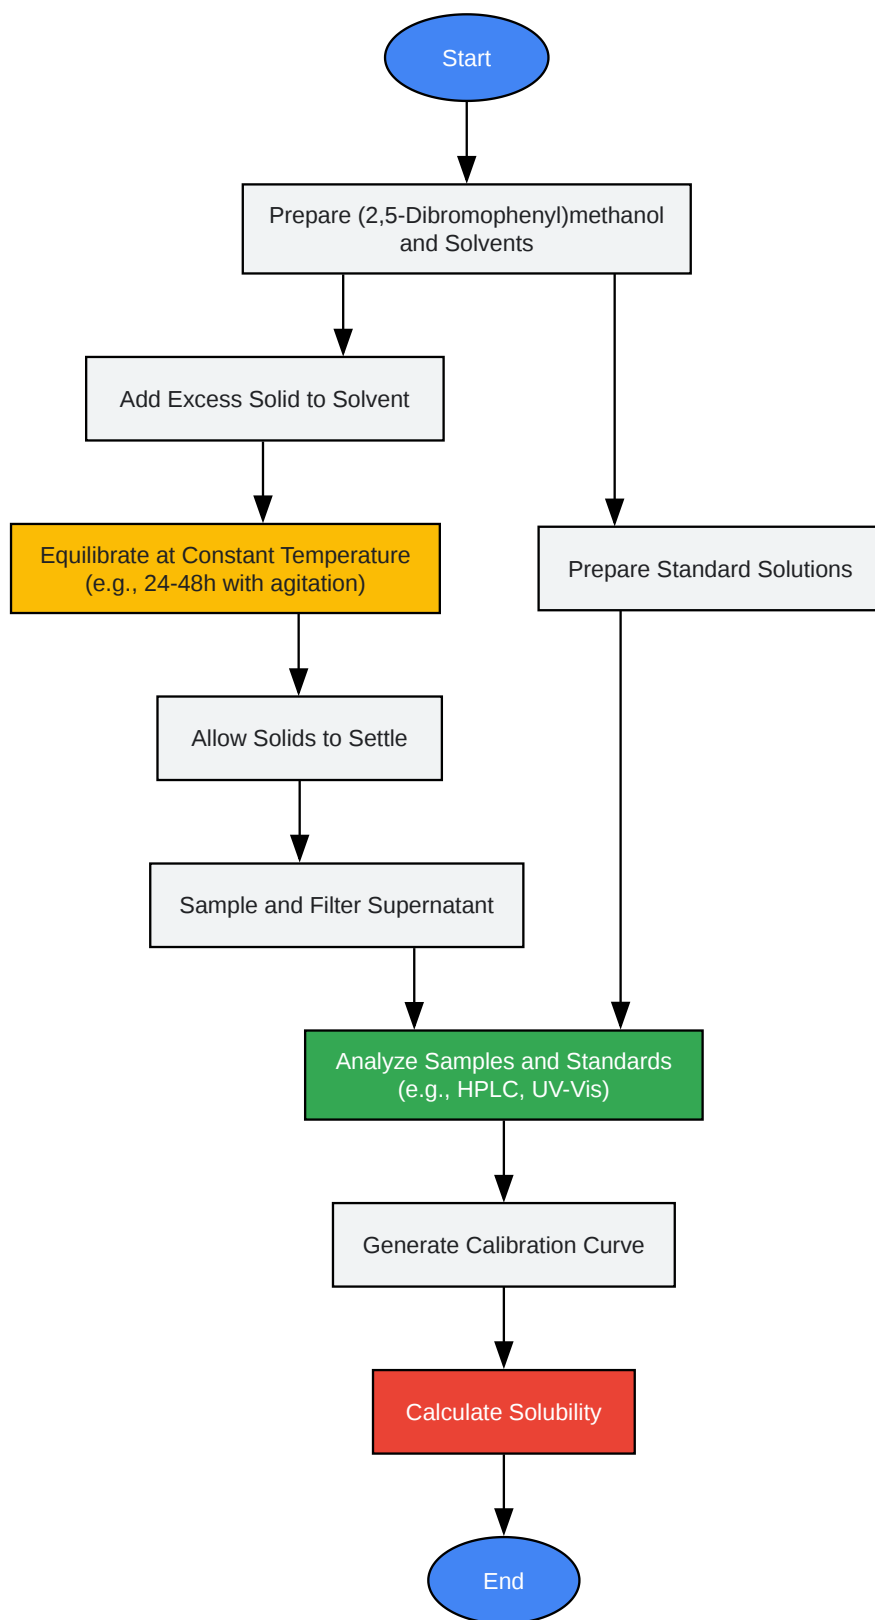 Start
Prepare (2,5-Dibromophenyl)methanol
and Solvents
Add Excess Solid to Solvent
Equilibrate at Constant Temperature
(e.g., 24-48h with agitation)
Prepare Standard Solutions
Allow Solids to Settle
Sample and Filter Supernatant
Analyze Samples and Standards
(e.g., HPLC, UV-Vis)
Generate Calibration Curve
Calculate Solubility
End